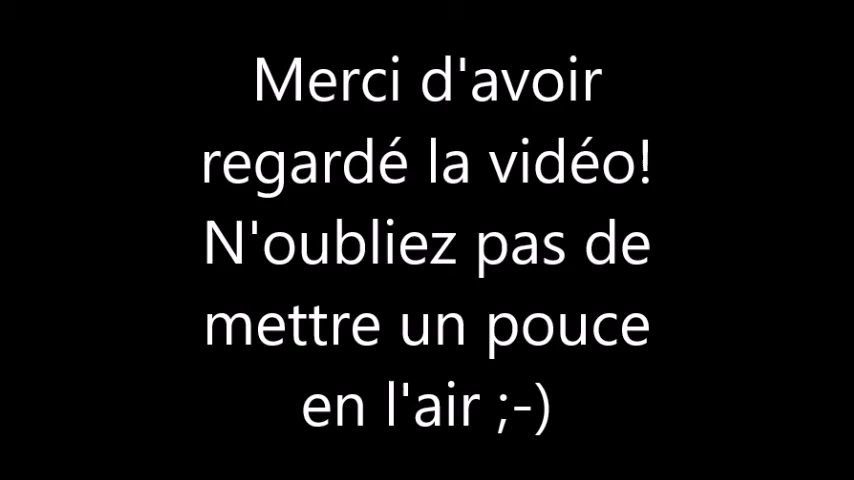 Merci d'avoir
regardé la vidéo!
N'oubliez pas de
mettre un pouce
en l'air ;-)